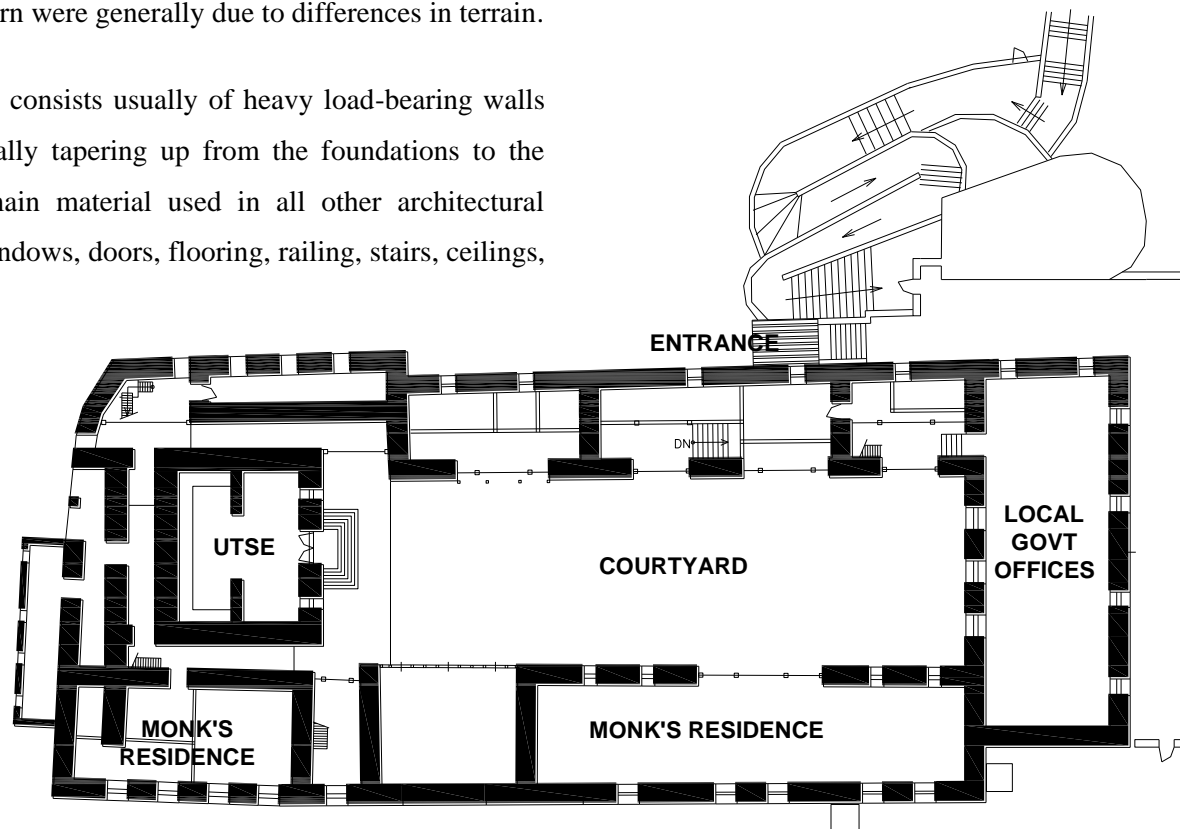 rn were generally due to differences in terrain.
consists usually of heavy load-bearing walls
ally tapering up from the foundations to the
nain material used in all other architectural
ndows, doors, flooring, railing, stairs, ceilings,
ENTRANCE
DN
UTSE
COURTYARD
LOCAL
GOVT
OFFICES
MONK'S
RESIDENCE
MONK'S RESIDENCE